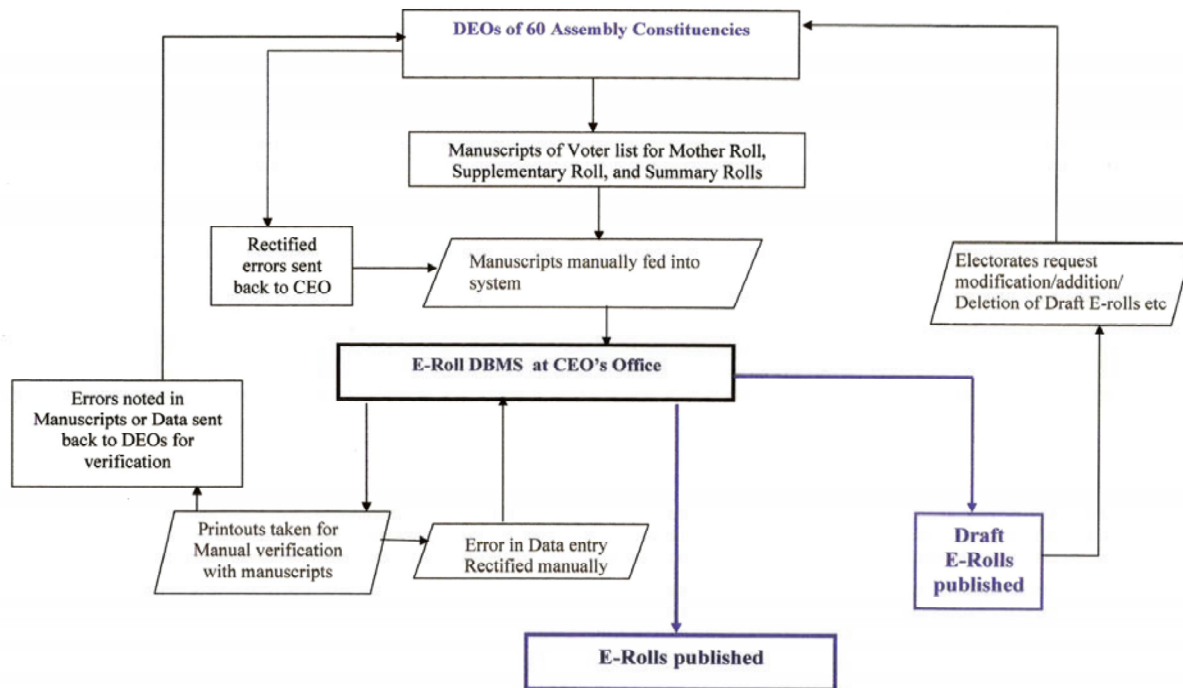 DEOs of 60 Assembly Constituencies
Manuscripts of Voter list for Mother Roll,
Supplementary Roll, and Summary Rolls
Rectified
errors sent
back to CEO
Manuscripts manually fed into
system
Electorates request
modification/addition/
Deletion of Draft E-rolls etc
E-Roll DBMS at CEO's Office
Errors noted in
Manuscripts or Data sent
back to DEOs for
verification
Printouts taken for
Manual verification
with manuscripts
Error in Data entry
Rectified manually
Draft
E-Rolls
published
E-Rolls published